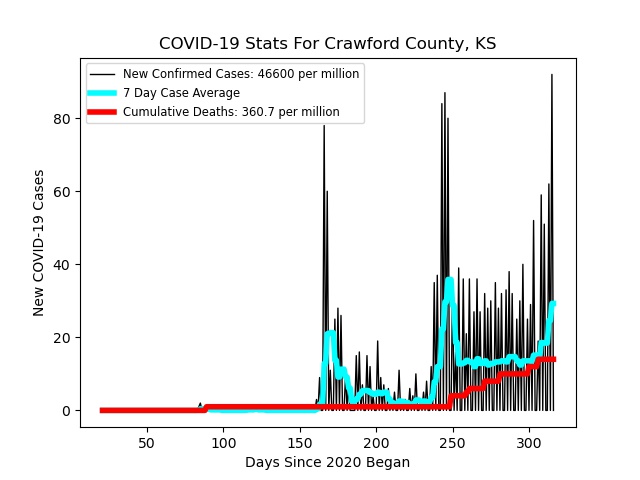 COVID-19 Stats For Crawford County, KS
New Confirmed Cases: 46600 per million
7 Day Case Average
Cumulative Deaths: 360.7 per million
New COVID-19 Cases
80
60
40
20
0
50 100 150 200 250 300
Days Since 2020 Began